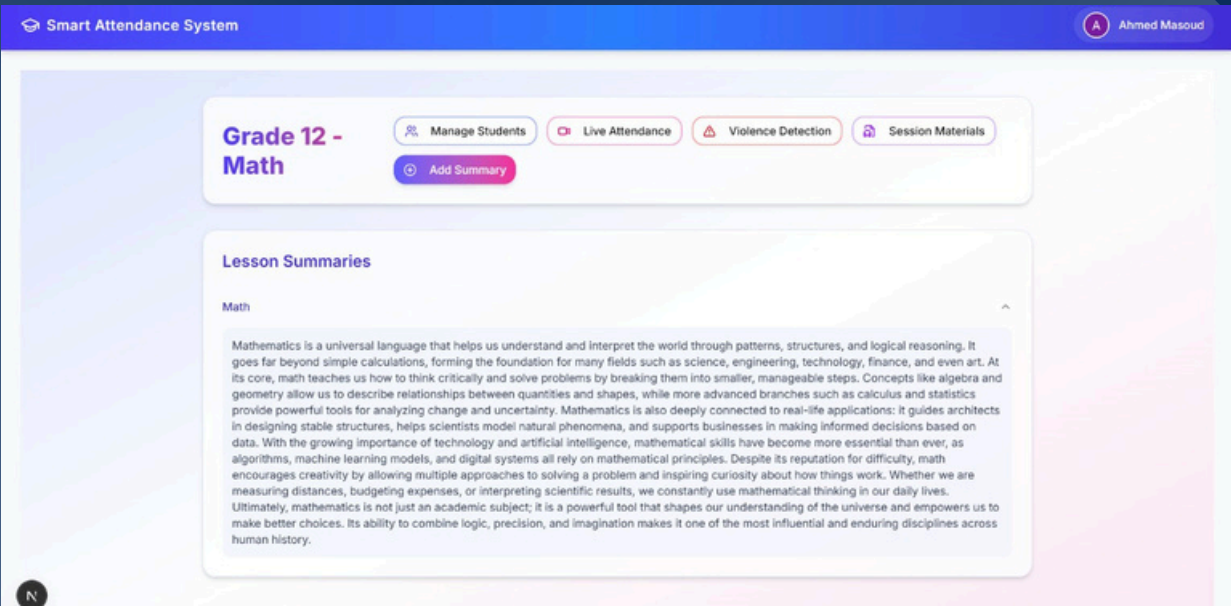 Smart Attendance System
A
Ahmed Masoud
Grade 12 -
Math
Manage Students
Live Attendance
Violence Detection
Session Materials
Add Summary
Lesson Summaries
Math
Mathematics is a universal language that helps us understand and interpret the world through patterns, structures, and logical reasoning. It
goes far beyond simple calculations, forming the foundation for many fields such as science, engineering, technology, finance, and even art. At
its core, math teaches us how to think critically and solve problems by breaking them into smaller, manageable steps. Concepts like algebra and
geometry allow us to describe relationships between quantities and shapes, while more advanced branches such as calculus and statistics
provide powerful tools for analyzing change and uncertainty. Mathematics is also deeply connected to real-life applications: it guides architects
in designing stable structures, helps scientists model natural phenomena, and supports businesses in making informed decisions based on
data. With the growing importance of technology and artificial intelligence, mathematical skills have become more essential than ever, as
algorithms, machine learning models, and digital systems all rely on mathematical principles. Despite its reputation for difficulty, math
encourages creativity by allowing multiple approaches to solving a problem and inspiring curiosity about how things work. Whether we are
measuring distances, budgeting expenses, or interpreting scientific results, we constantly use mathematical thinking in our daily lives.
Ultimately, mathematics is not just an academic subject; it is a powerful tool that shapes our understanding of the universe and empowers us to
make better choices. Its ability to combine logic, precision, and imagination makes it one of the most influential and enduring disciplines across
human history.
N